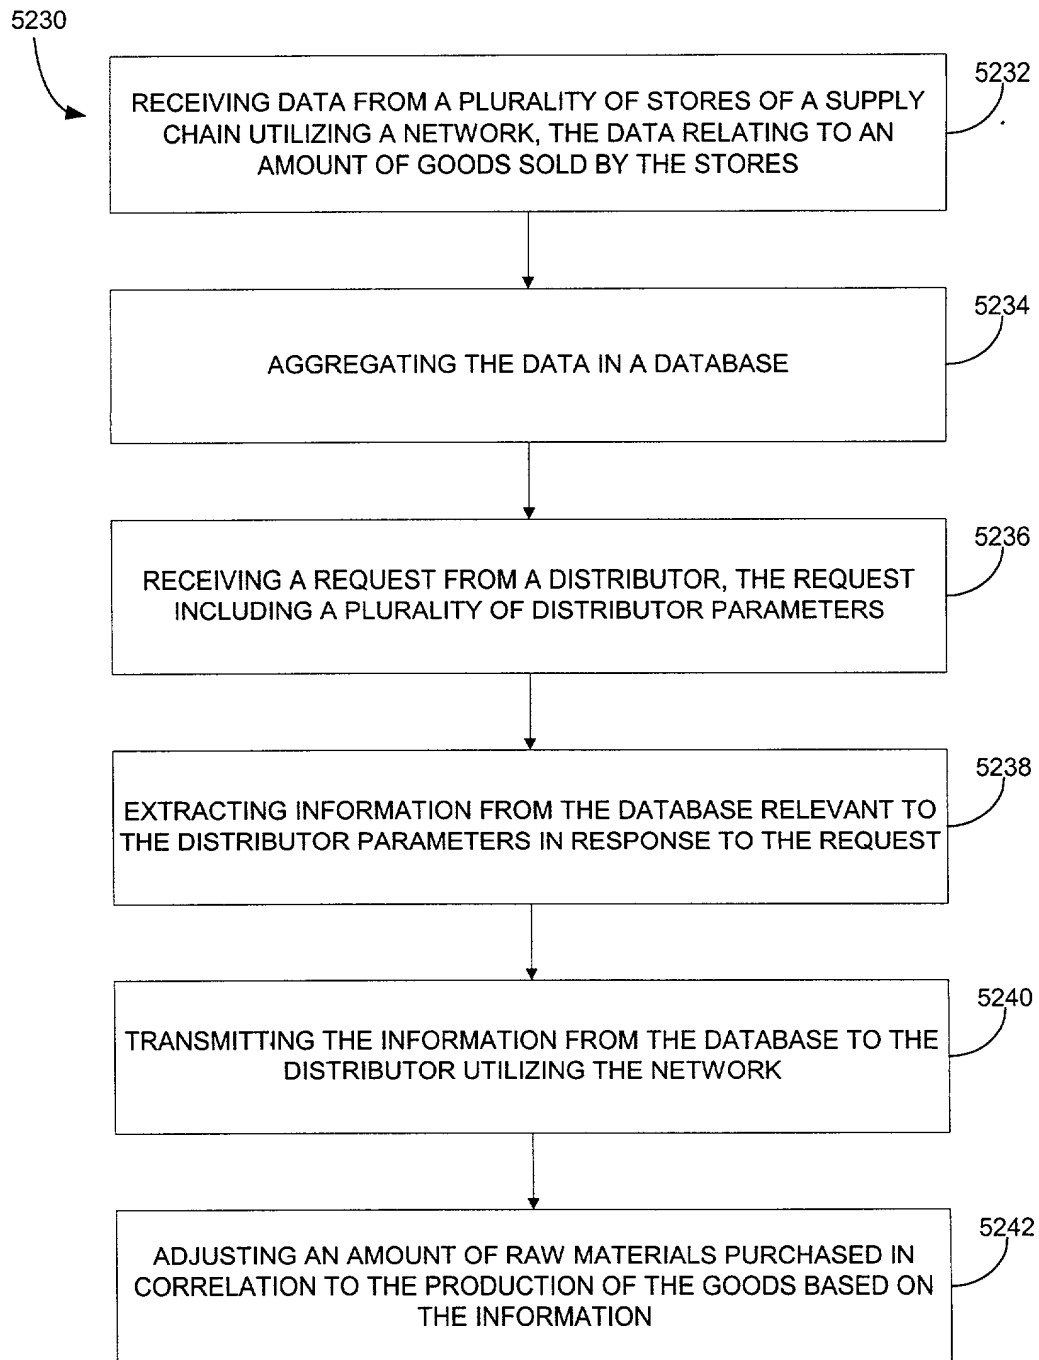 5230
5232
RECEIVING DATA FROM A PLURALITY OF STORES OF A SUPPLY
CHAIN UTILIZING A NETWORK, THE DATA RELATING TO AN
AMOUNT OF GOODS SOLD BY THE STORES
5234
AGGREGATING THE DATA IN A DATABASE
5236
RECEIVING A REQUEST FROM A DISTRIBUTOR, THE REQUEST
INCLUDING A PLURALITY OF DISTRIBUTOR PARAMETERS
5238
EXTRACTING INFORMATION FROM THE DATABASE RELEVANT TO
THE DISTRIBUTOR PARAMETERS IN RESPONSE TO THE REQUEST
5240
TRANSMITTING THE INFORMATION FROM THE DATABASE TO THE
DISTRIBUTOR UTILIZING THE NETWORK
5242
ADJUSTING AN AMOUNT OF RAW MATERIALS PURCHASED IN
CORRELATION TO THE PRODUCTION OF THE GOODS BASED ON
THE INFORMATION